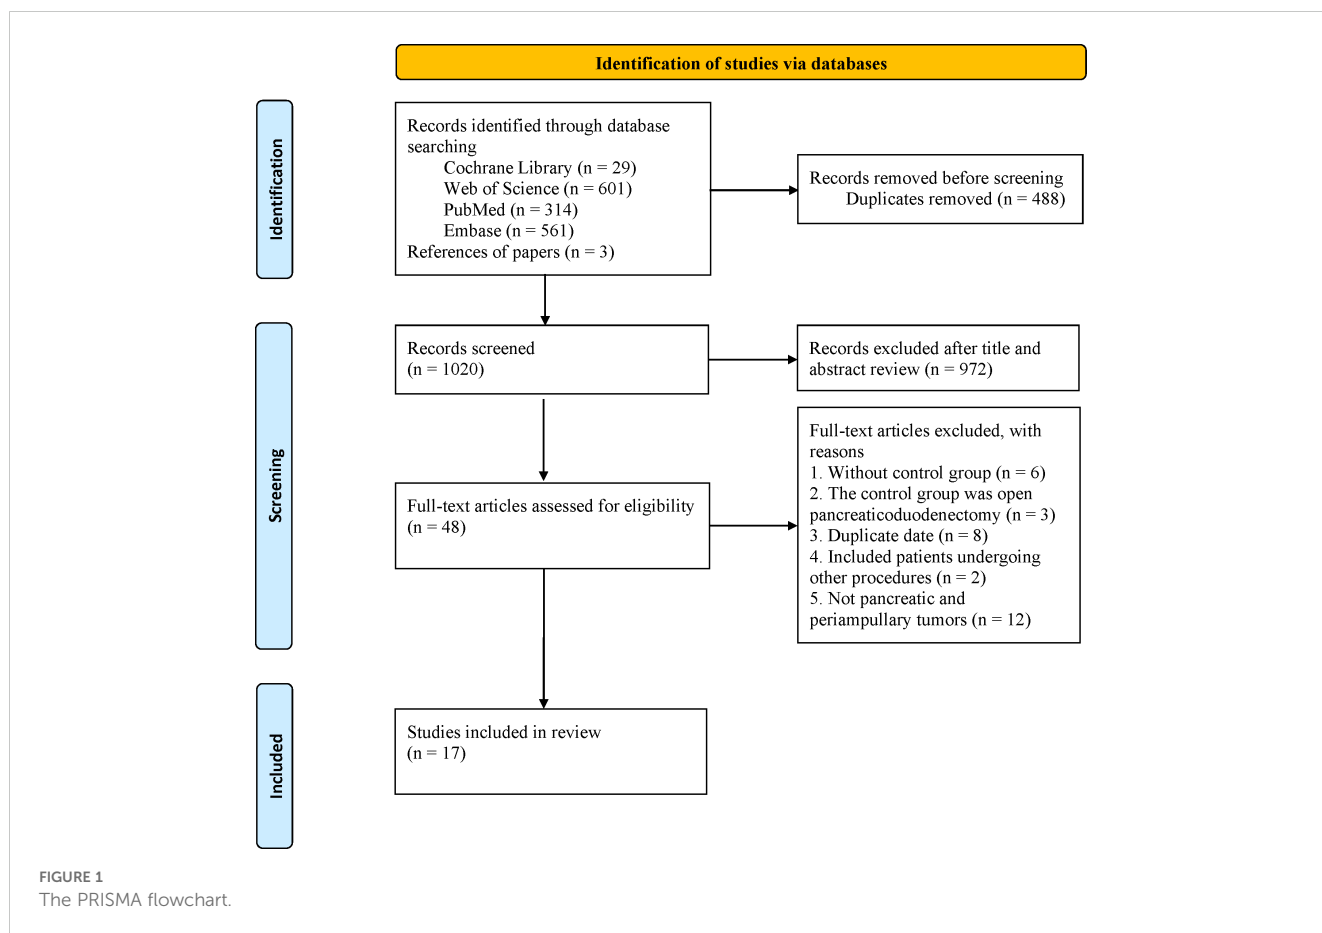 Identification of studies via databases
Identification
Records identified through database
searching
Cochrane Library (n = 29)
Web of Science (n = 601)
PubMed (n = 314)
Embase (n = 561)
References of papers (n = 3)
Records removed before screening
Duplicates removed (n = 488)
Screening
Records screened
(n = 1020)
Records excluded after title and
abstract review (n = 972)
Full-text articles assessed for eligibility
(n = 48)
Full-text articles excluded, with
reasons
1. Without control group (n = 6)
2. The control group was open
pancreaticoduodenectomy (n = 3)
3. Duplicate date (n = 8)
4. Included patients undergoing
other procedures (n = 2)
5. Not pancreatic and
periampullary tumors (n = 12)
Included
Studies included in review
(n = 17)
FIGURE 1
The PRISMA flowchart.